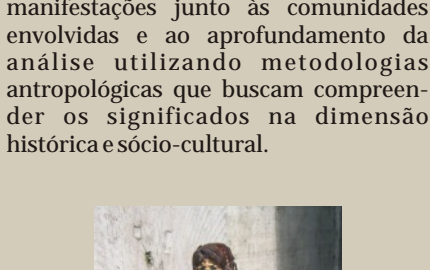 manifestações junto às comunidades
envolvidas e ao aprofundamento da
análise utilizando metodologias
antropológicas que buscam compreen-
der os significados na dimensão
histórica e sócio-cultural.